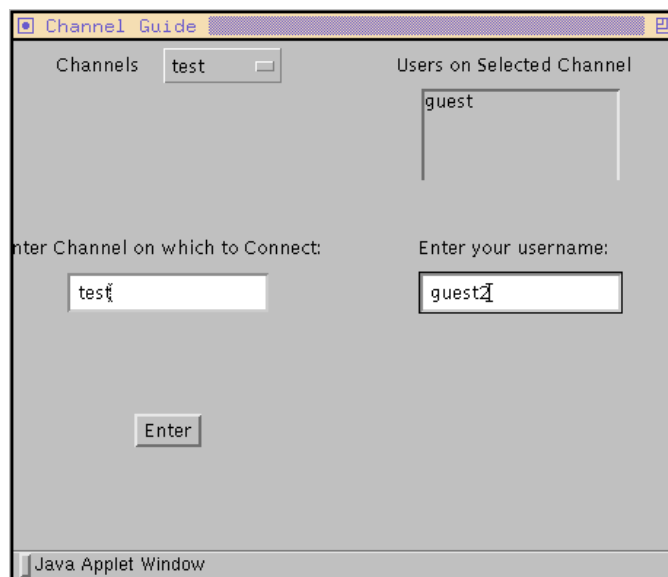 Channel Guide
Channels test Users on Selected Channel
guest
nter Channel on which to Connect: Enter your username:
test guest2
Enter
Java Applet Window